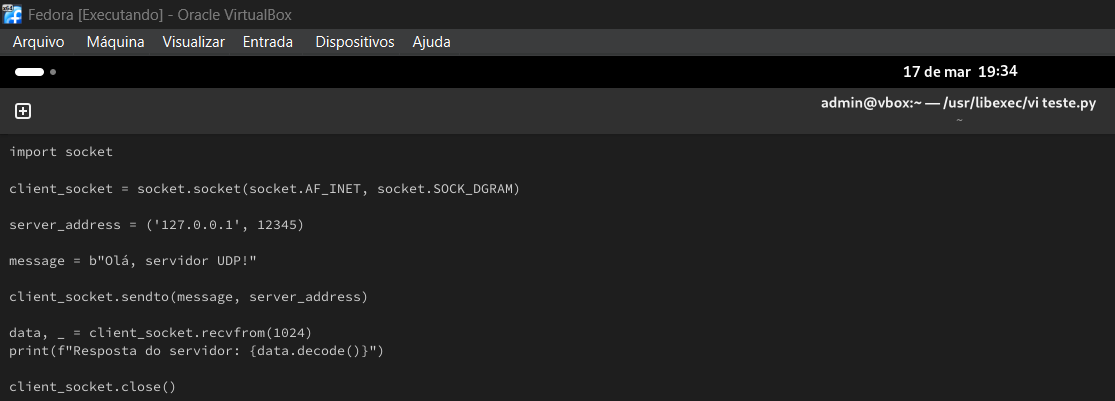 Fedora [Executando] - Oracle VirtualBox
Arquivo Máquina Visualizar Entrada Dispositivos Ajuda
17 de mar 19:34
admin@vbox:~ — /usr/libexec/vi teste.py
~
import socket
client_socket = socket.socket(socket.AF_INET, socket.SOCK_DGRAM)
server_address = ('127.0.0.1', 12345)
message = b"Olá, servidor UDP!"
client_socket.sendto(message, server_address)
data, _ = client_socket.recvfrom(1024)
print(f"Resposta do servidor: {data.decode()}")
client_socket.close()